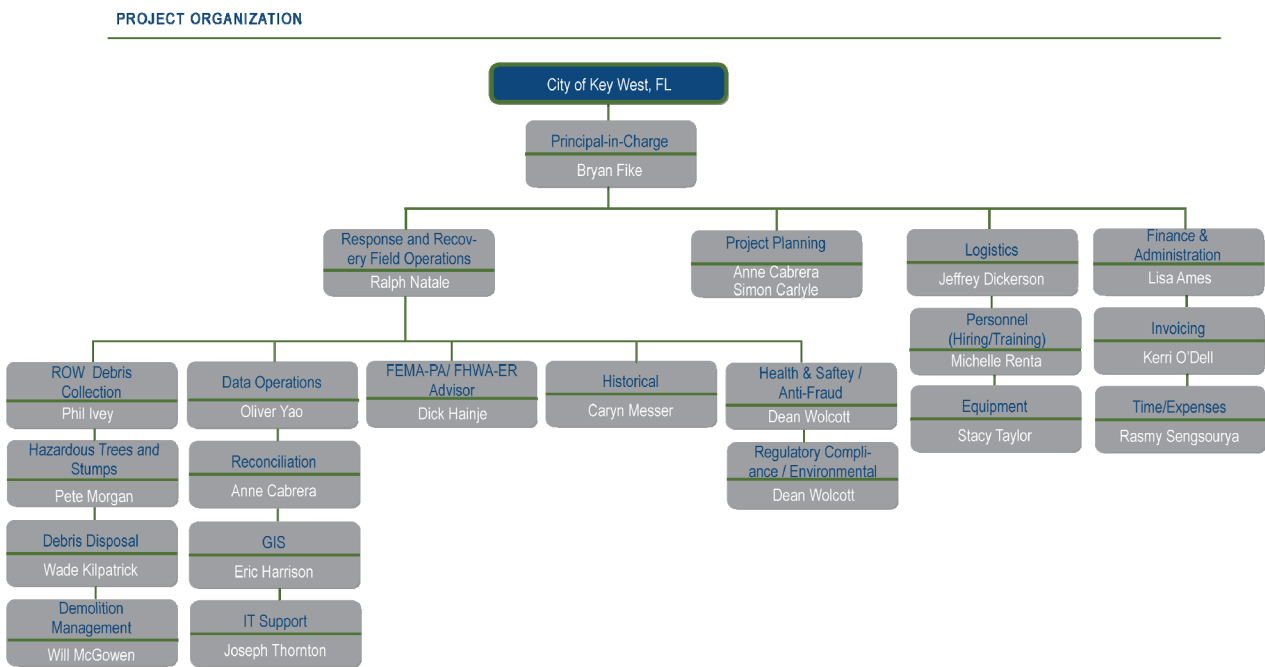 PROJECT ORGANIZATION
City of Key West, FL
Principal-in-Charge
Bryan Fike
Response and Recov-
ery Field Operations
Ralph Natale
Project Planning
Anne Cabrera
Simon Carlyle
Logistics
Jeffrey Dickerson
Finance &
Administration
Lisa Ames
Personnel
(Hiring/Training)
Michelle Renta
Invoicing
Kerri O'Dell
Equipment
Stacy Taylor
Time/Expenses
Rasmy Sengsourya
ROW Debris
Collection
Phil Ivey
Data Operations
Oliver Yao
FEMA-PA/ FHWA-ER
Advisor
Dick Hainje
Historical
Caryn Messer
Health & Saftey /
Anti-Fraud
Dean Wolcott
Hazardous Trees and
Stumps
Pete Morgan
Reconciliation
Anne Cabrera
Regulatory Compli-
ance / Environmental
Dean Wolcott
Debris Disposal
Wade Kilpatrick
GIS
Eric Harrison
Demolition
Management
Will McGowen
IT Support
Joseph Thornton